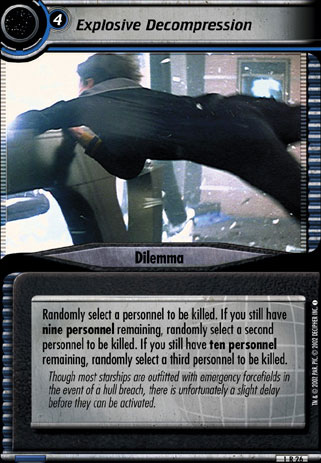 4
Explosive Decompression
Dilemma
Randomly select a personnel to be killed. If you still have
nine personnel remaining, randomly select a second
personnel to be killed. If you still have ten personnel
remaining, randomly select a third personnel to be killed.
Though most starships are outfitted with emergency forcefields in
the event of a hull breach, there is unfortunately a slight delay
before they can be activated.
TM & © 2002 PAR. PIC. © 2002 DECIPHER INC.
1 R 26